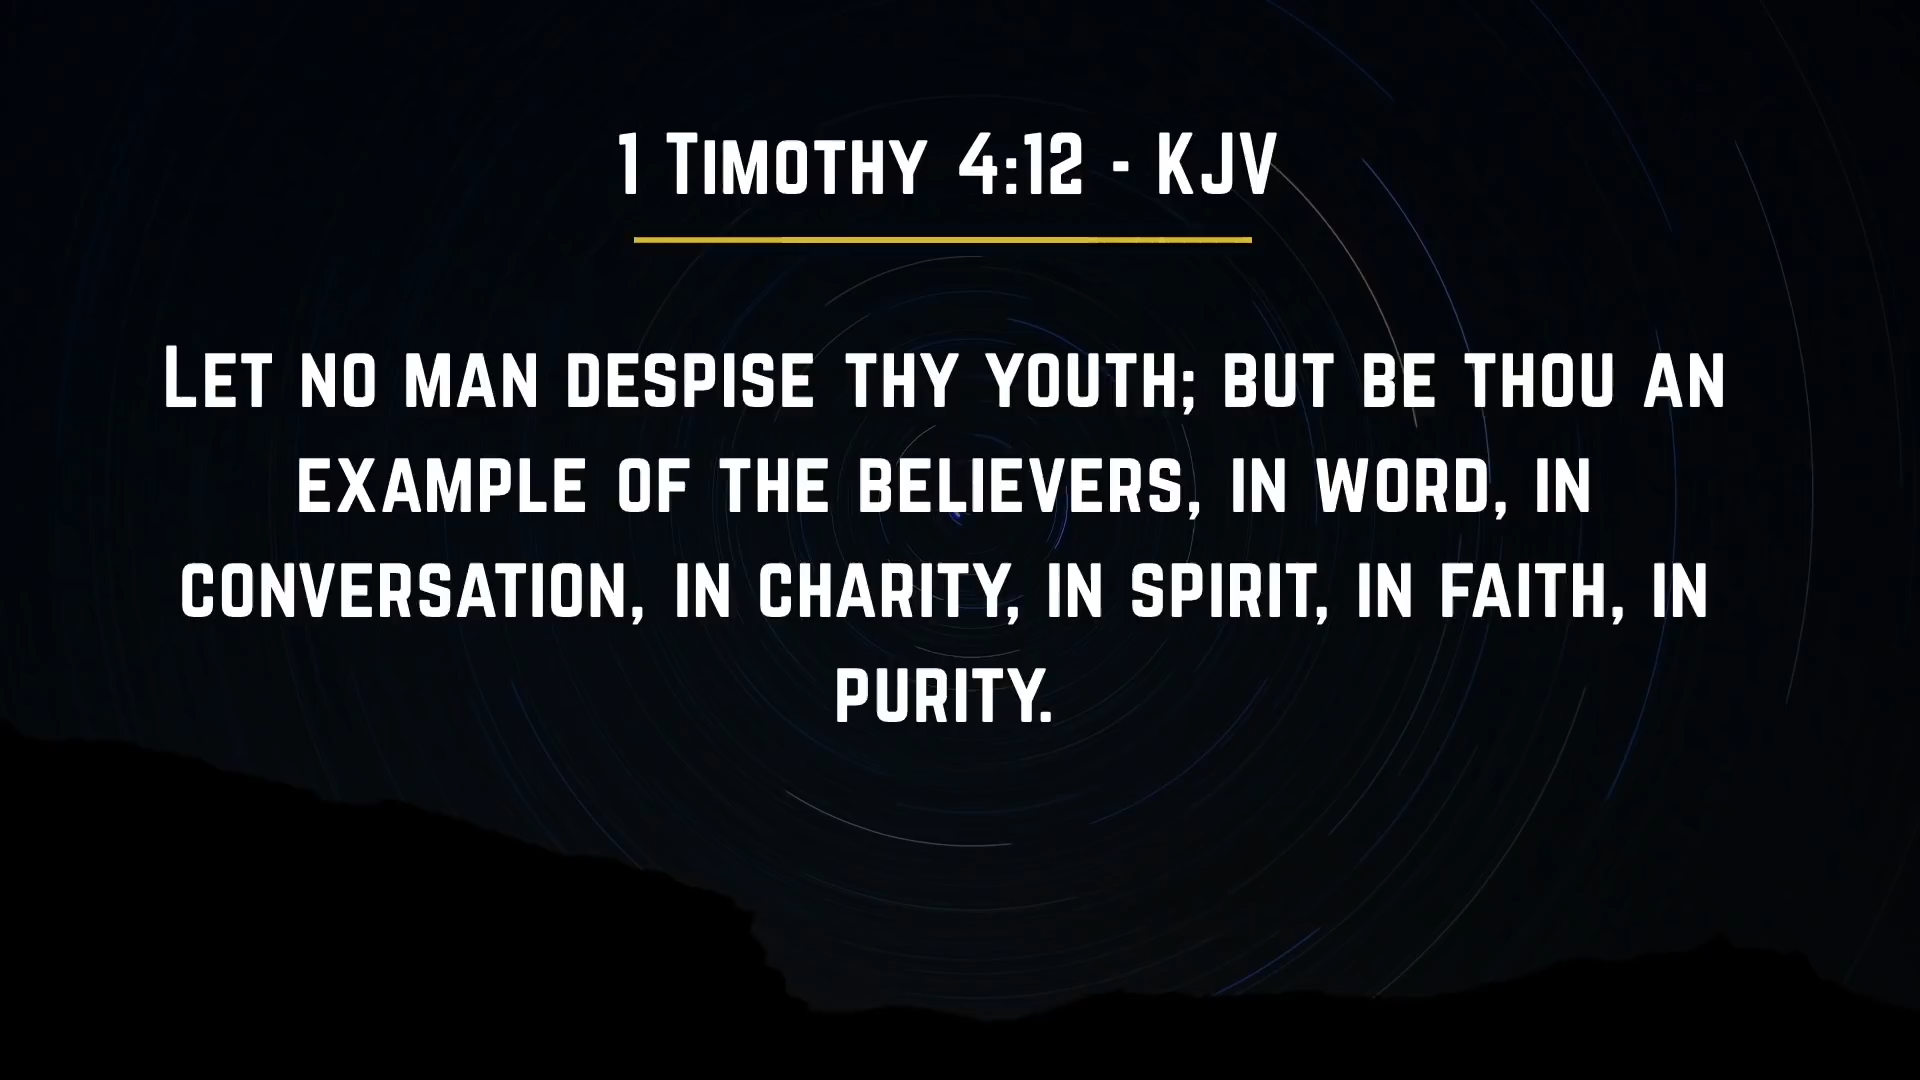 1 Timothy 4:12 - KJV
Let no man despise thy youth; but be thou an
example of the believers, in word, in
conversation, in charity, in spirit, in faith, in
purity.